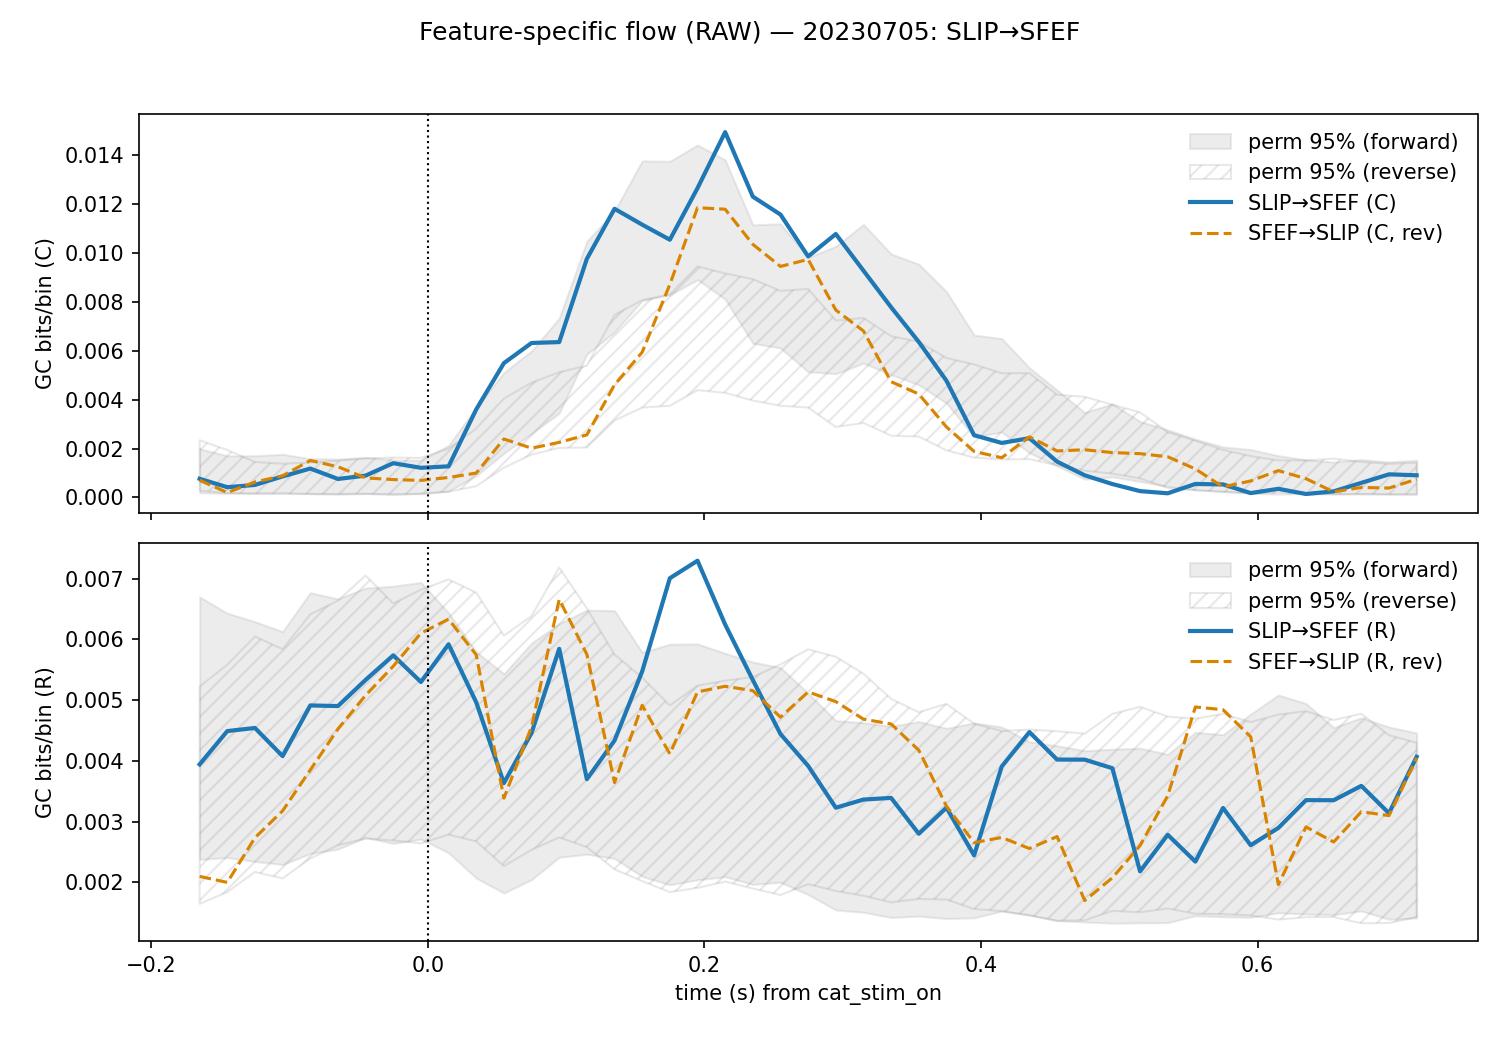 Feature-specific flow (RAW) — 20230705: SLIP→SFEF
GC bits/bin (C)
0.014
0.012
0.010
0.008
0.006
0.004
0.002
0.000
perm 95% (forward)
perm 95% (reverse)
SLIP→SFEF (C)
SFEF→SLIP (C, rev)
GC bits/bin (R)
0.007
0.006
0.005
0.004
0.003
0.002
perm 95% (forward)
perm 95% (reverse)
SLIP→SFEF (R)
SFEF→SLIP (R, rev)
−0.2 0.0 0.2 0.4 0.6
time (s) from cat_stim_on